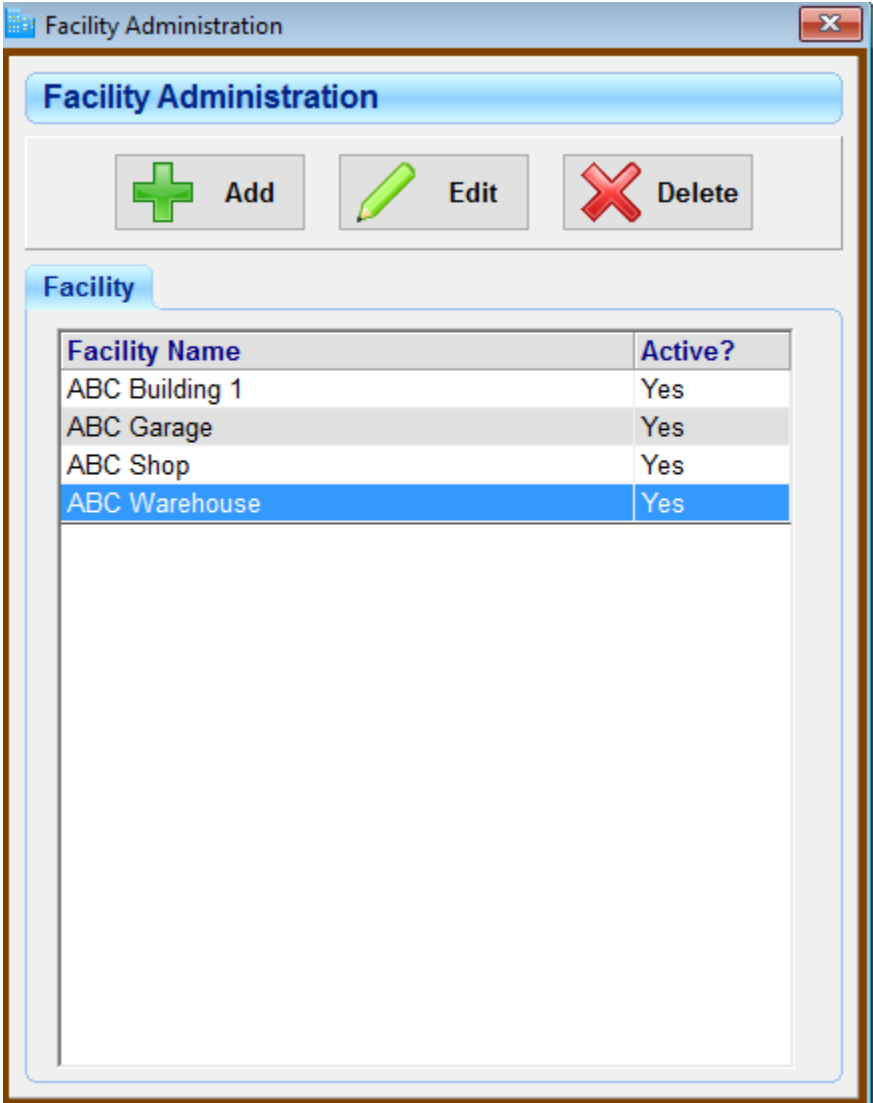 Facility Administration
Facility Administration
Add Edit Delete
Facility
Facility Name Active?
ABC Building 1 Yes
ABC Garage Yes
ABC Shop Yes
ABC Warehouse Yes